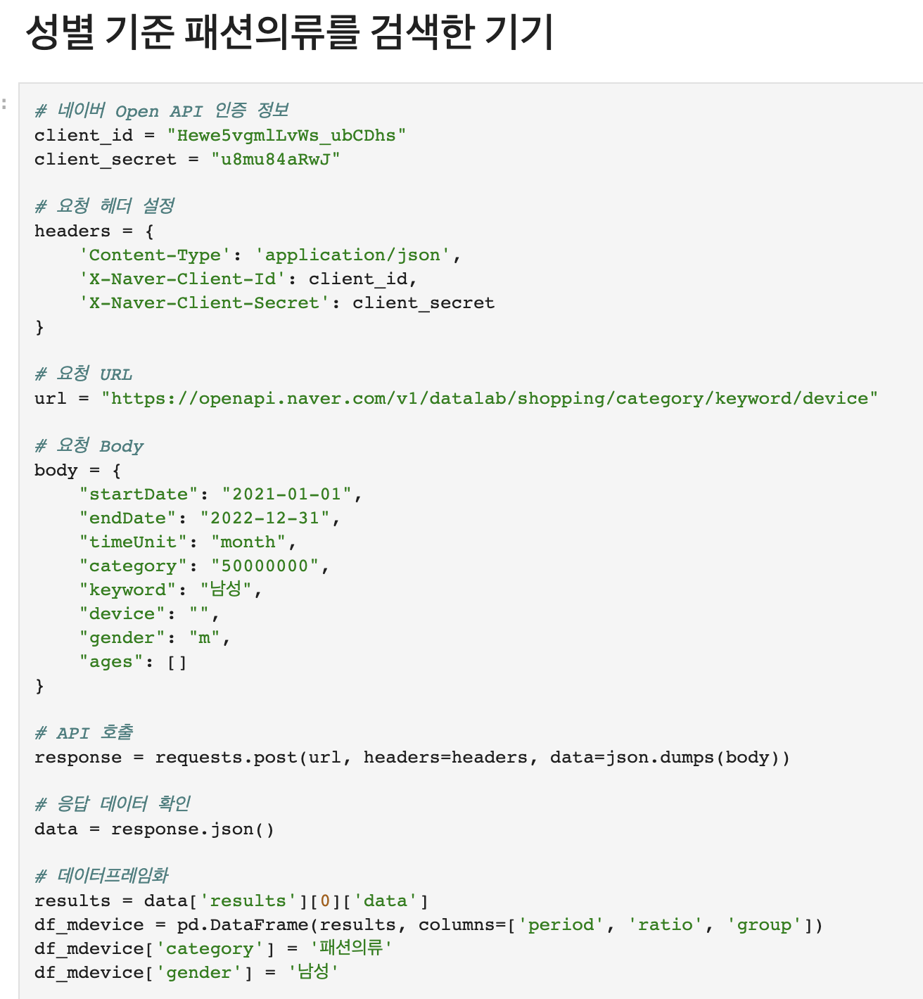 성별 기준 패션의류를 검색한 기기
:
# 네이버 Open API 인증 정보
client_id = "Hewe5vgmlLvWs_ubCDhs"
client_secret = "u8mu84aRwJ"
# 요청 헤더 설정
headers = {
    'Content-Type': 'application/json',
    'X-Naver-Client-Id': client_id,
    'X-Naver-Client-Secret': client_secret
}
# 요청 URL
url = "https://openapi.naver.com/v1/datalab/shopping/category/keyword/device"
# 요청 Body
body = {
    "startDate": "2021-01-01",
    "endDate": "2022-12-31",
    "timeUnit": "month",
    "category": "50000000",
    "keyword": "남성",
    "device": "",
    "gender": "m",
    "ages": []
}
# API 호출
response = requests.post(url, headers=headers, data=json.dumps(body))
# 응답 데이터 확인
data = response.json()
# 데이터프레임화
results = data['results'][0]['data']
df_mdevice = pd.DataFrame(results, columns=['period', 'ratio', 'group'])
df_mdevice['category'] = '패션의류'
df_mdevice['gender'] = '남성'